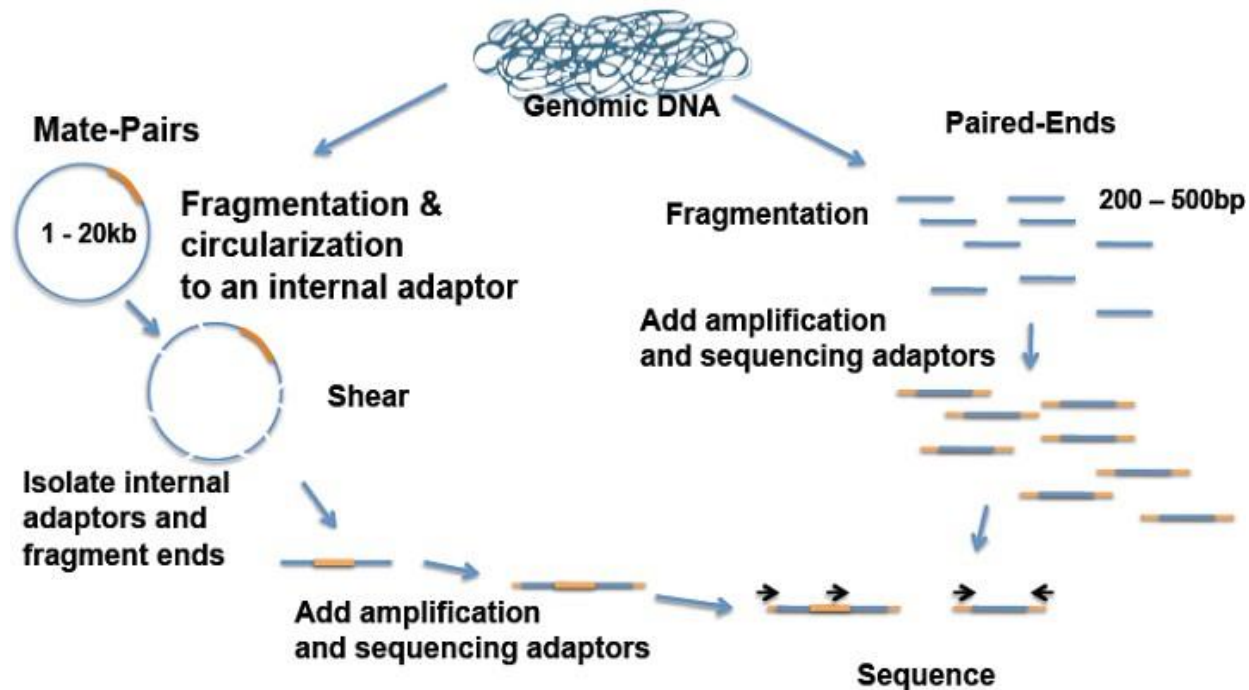 Genomic DNA
Mate-Pairs
1 - 20kb
Fragmentation &
circularization
to an internal adaptor
Shear
Isolate internal
adaptors and
fragment ends
Add amplification
and sequencing adaptors
Paired-Ends
Fragmentation
200 – 500bp
Add amplification
and sequencing adaptors
Sequence